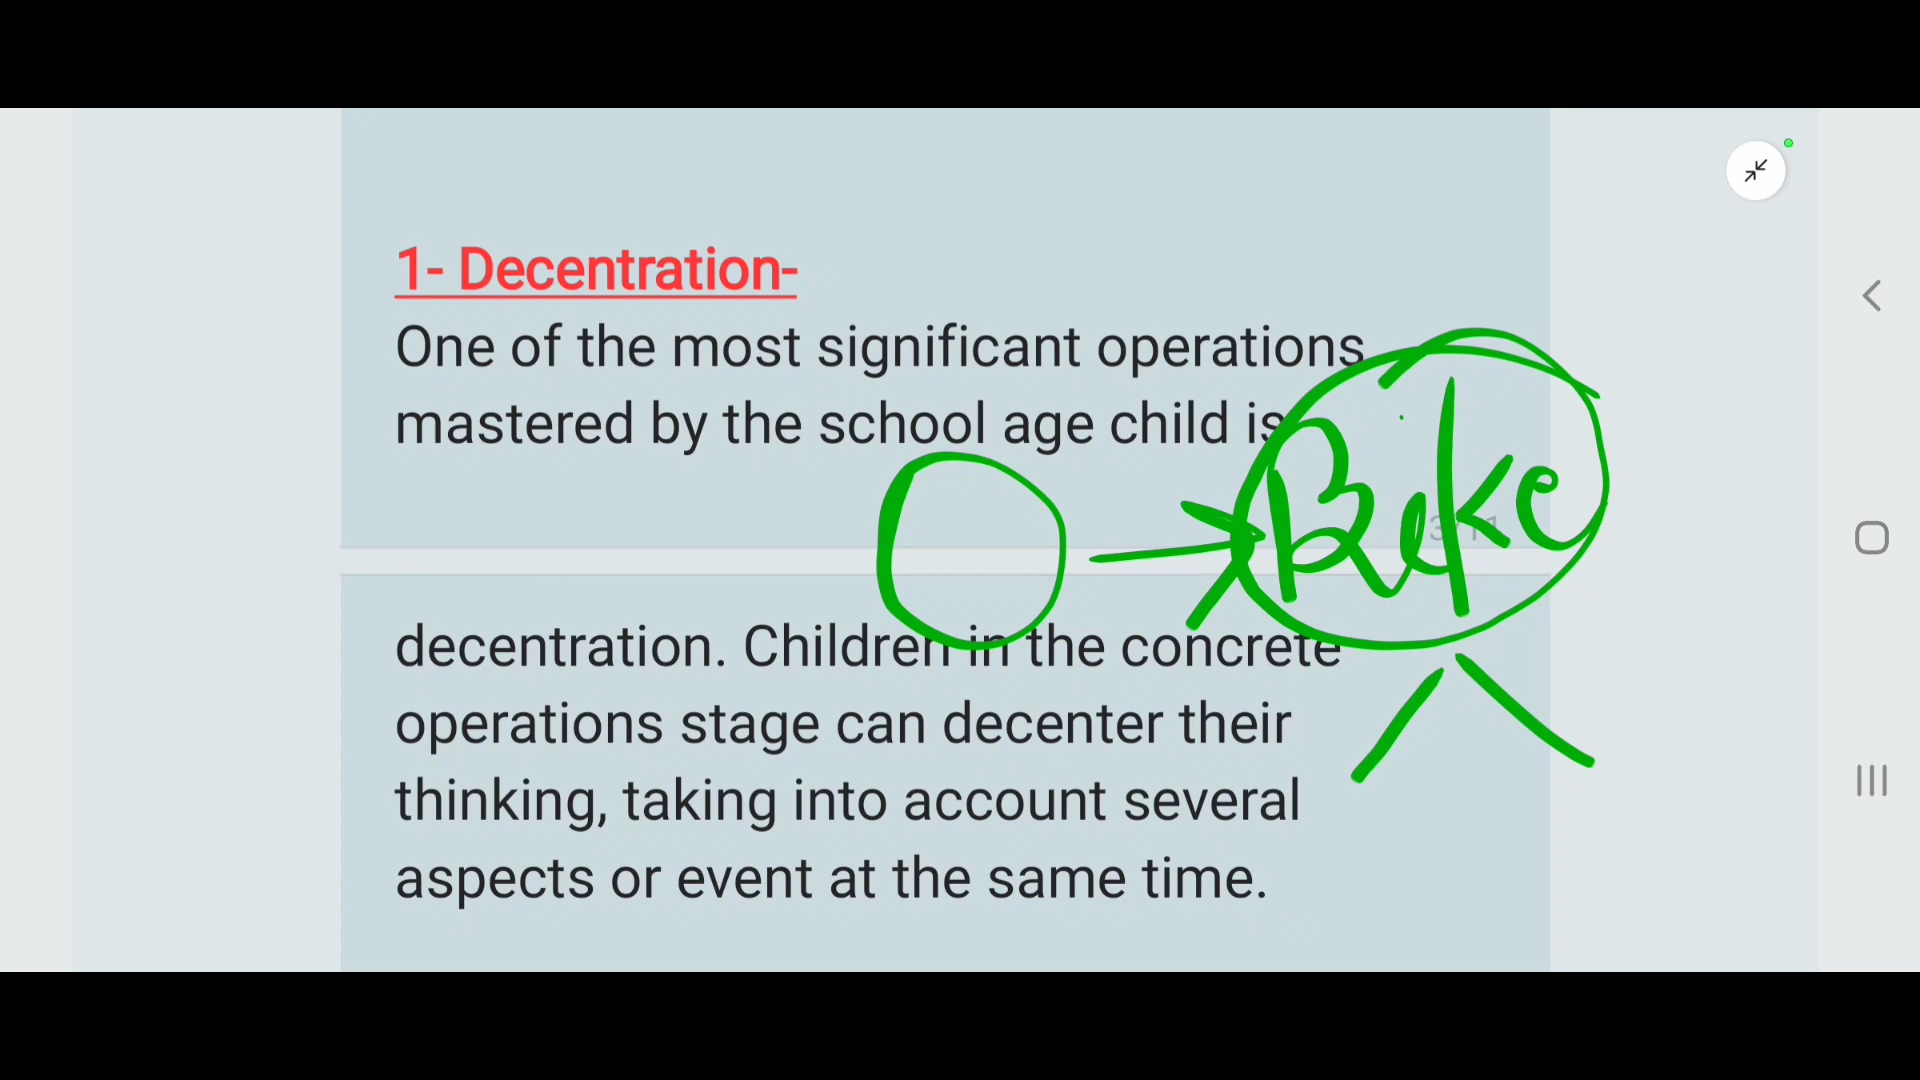 1- Decentration-
One of the most significant operations
mastered by the school age child is
Bike
decentration. Children in the concrete
operations stage can decenter their
thinking, taking into account several
aspects or event at the same time.